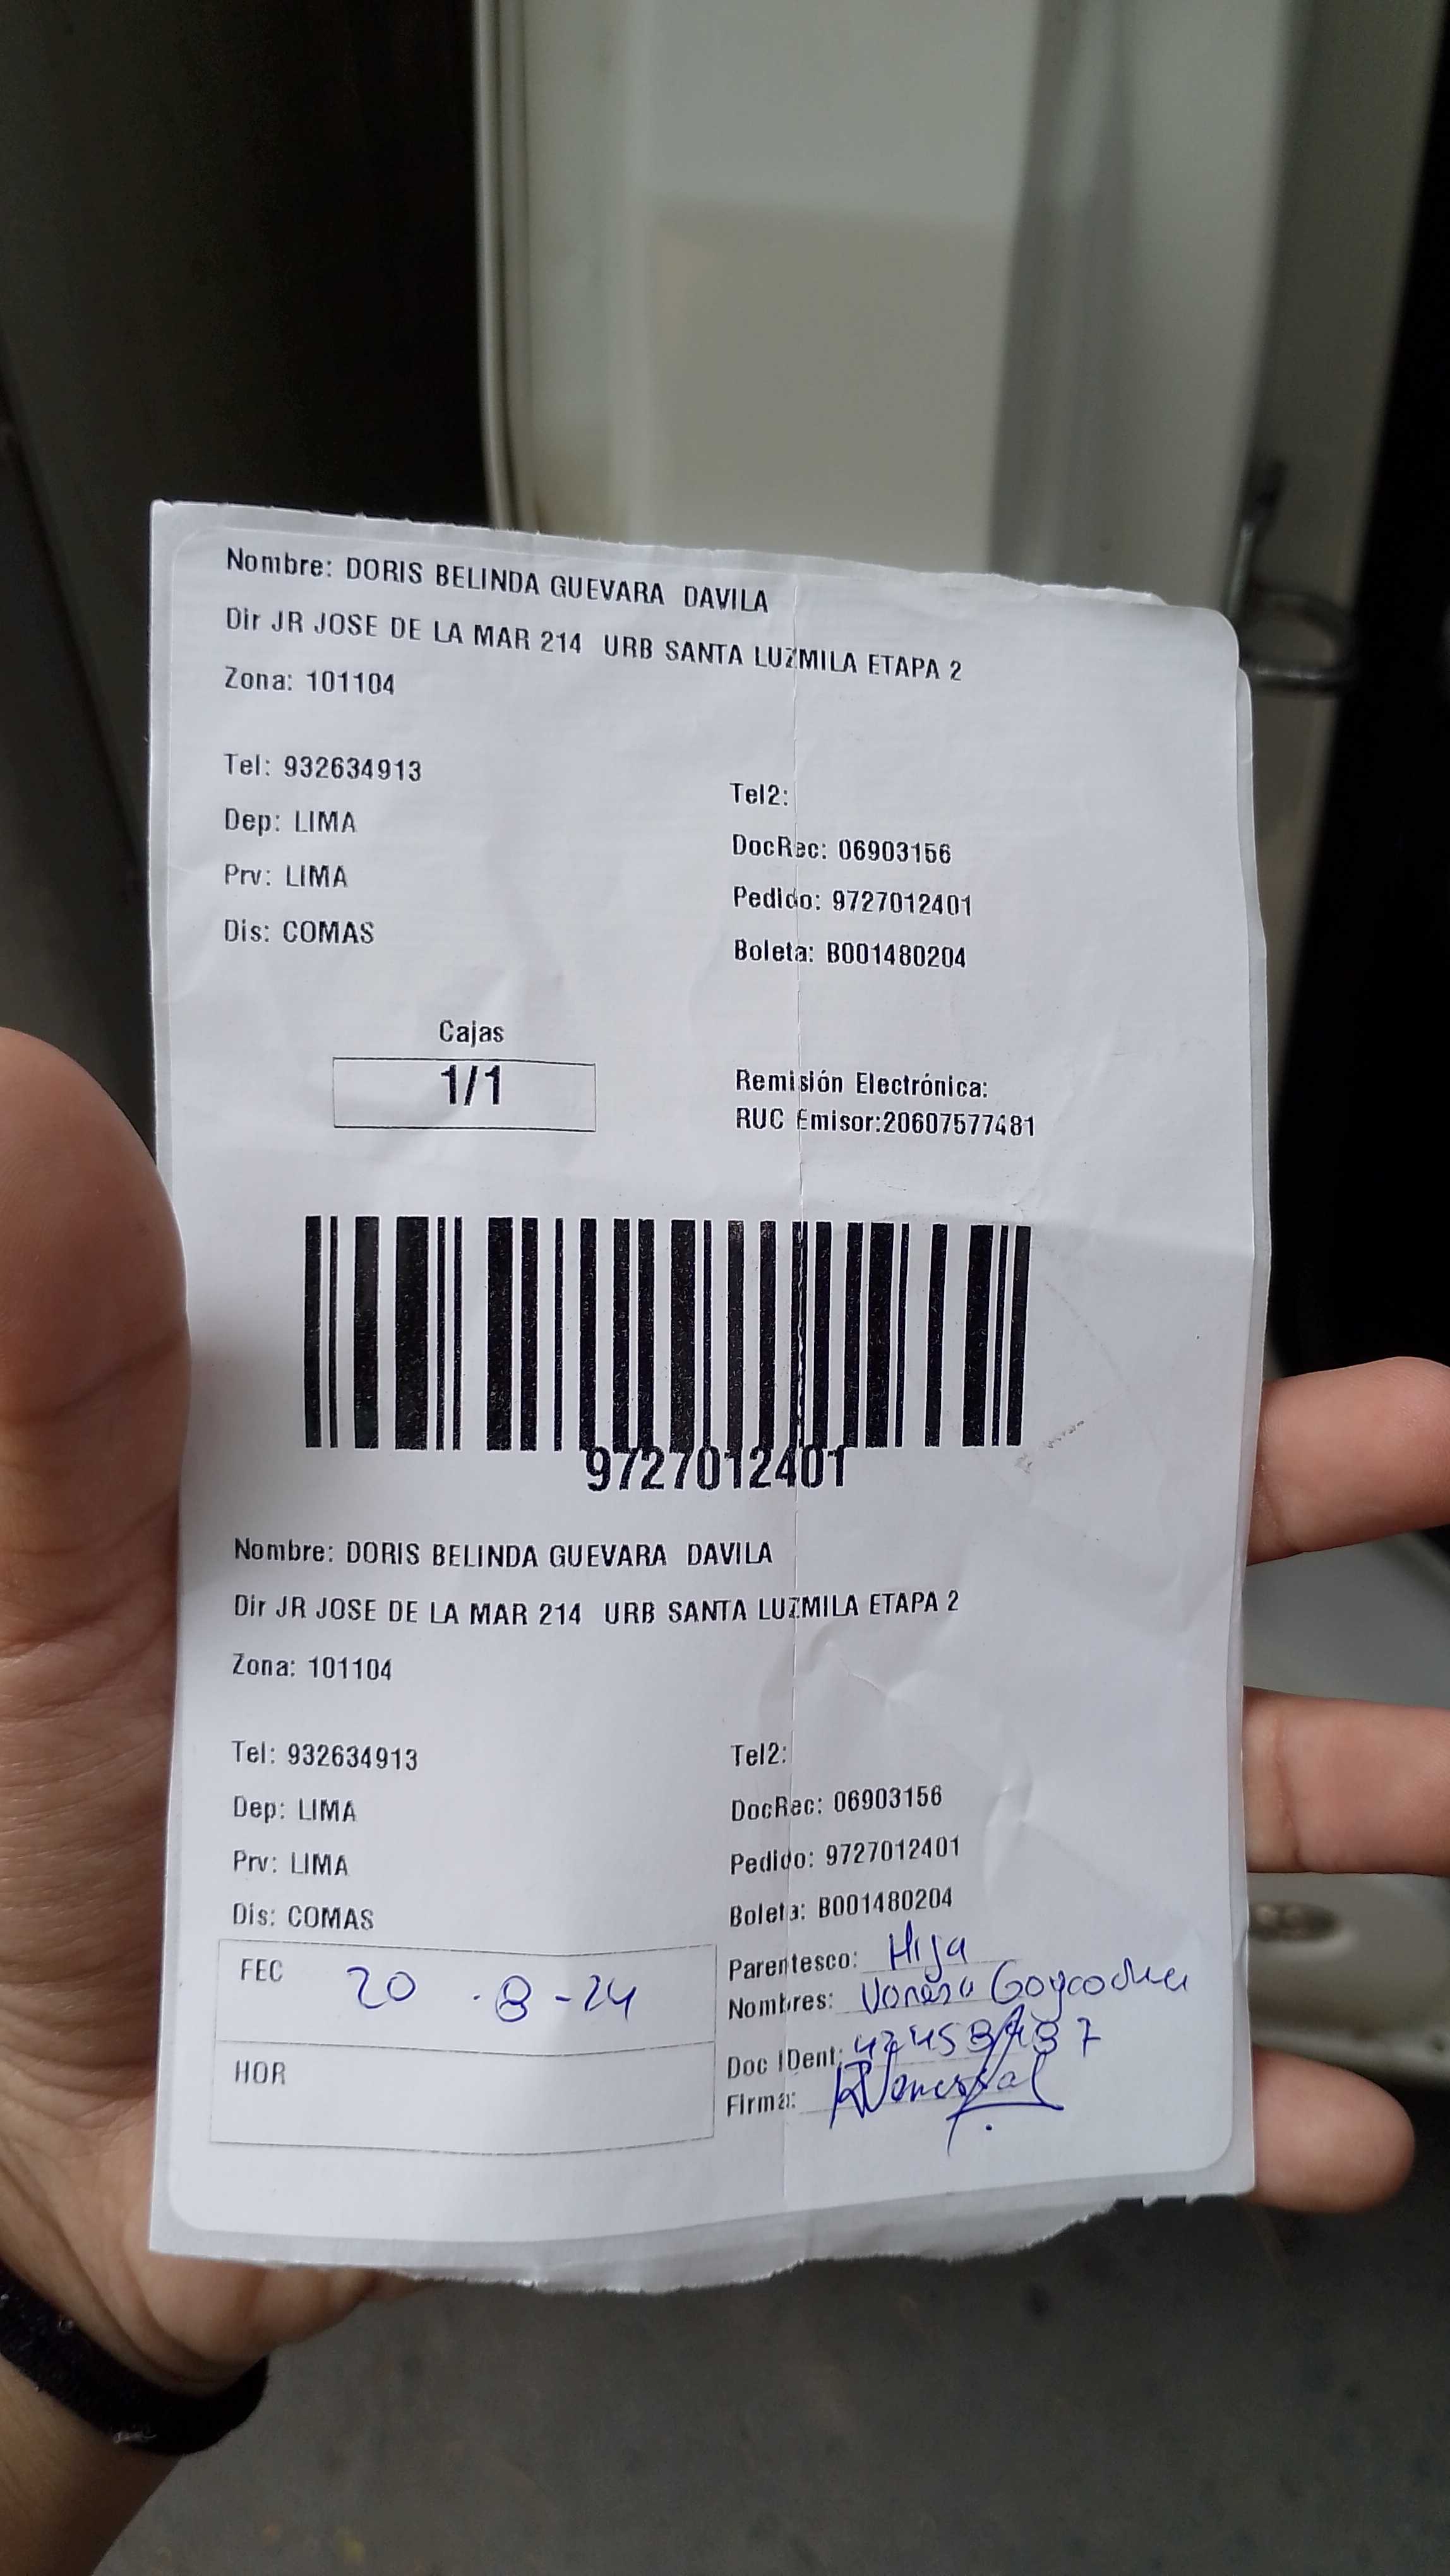 Nombre: DORIS BELINDA GUEVARA DAVILA
Dir JR JOSE DE LA MAR 214 URB SANTA LUZMILA ETAPA 2
Zona: 101104
Tel: 932634913
Tel2:
Dep: LIMA
DocRec: 06903156
Prv: LIMA
Pedido: 9727012401
Dis: COMAS
Boleta: B001480204
Cajas
1/1
Remisión Electrónica:
RUC Emisor:20607577481
9727012401
Nombre: DORIS BELINDA GUEVARA DAVILA
Dir JR JOSE DE LA MAR 214 URB SANTA LUZMILA ETAPA 2
Zona: 101104
Tel: 932634913
Tel2:
Dep: LIMA
DocRec: 06903156
Prv: LIMA
Pedido: 9727012401
Dis: COMAS
Boleta: B001480204
FEC 20 . 8 - 24
Parentesco: Hija
Nombres: Goycochea
HOR
Doc IDent:
Firma: